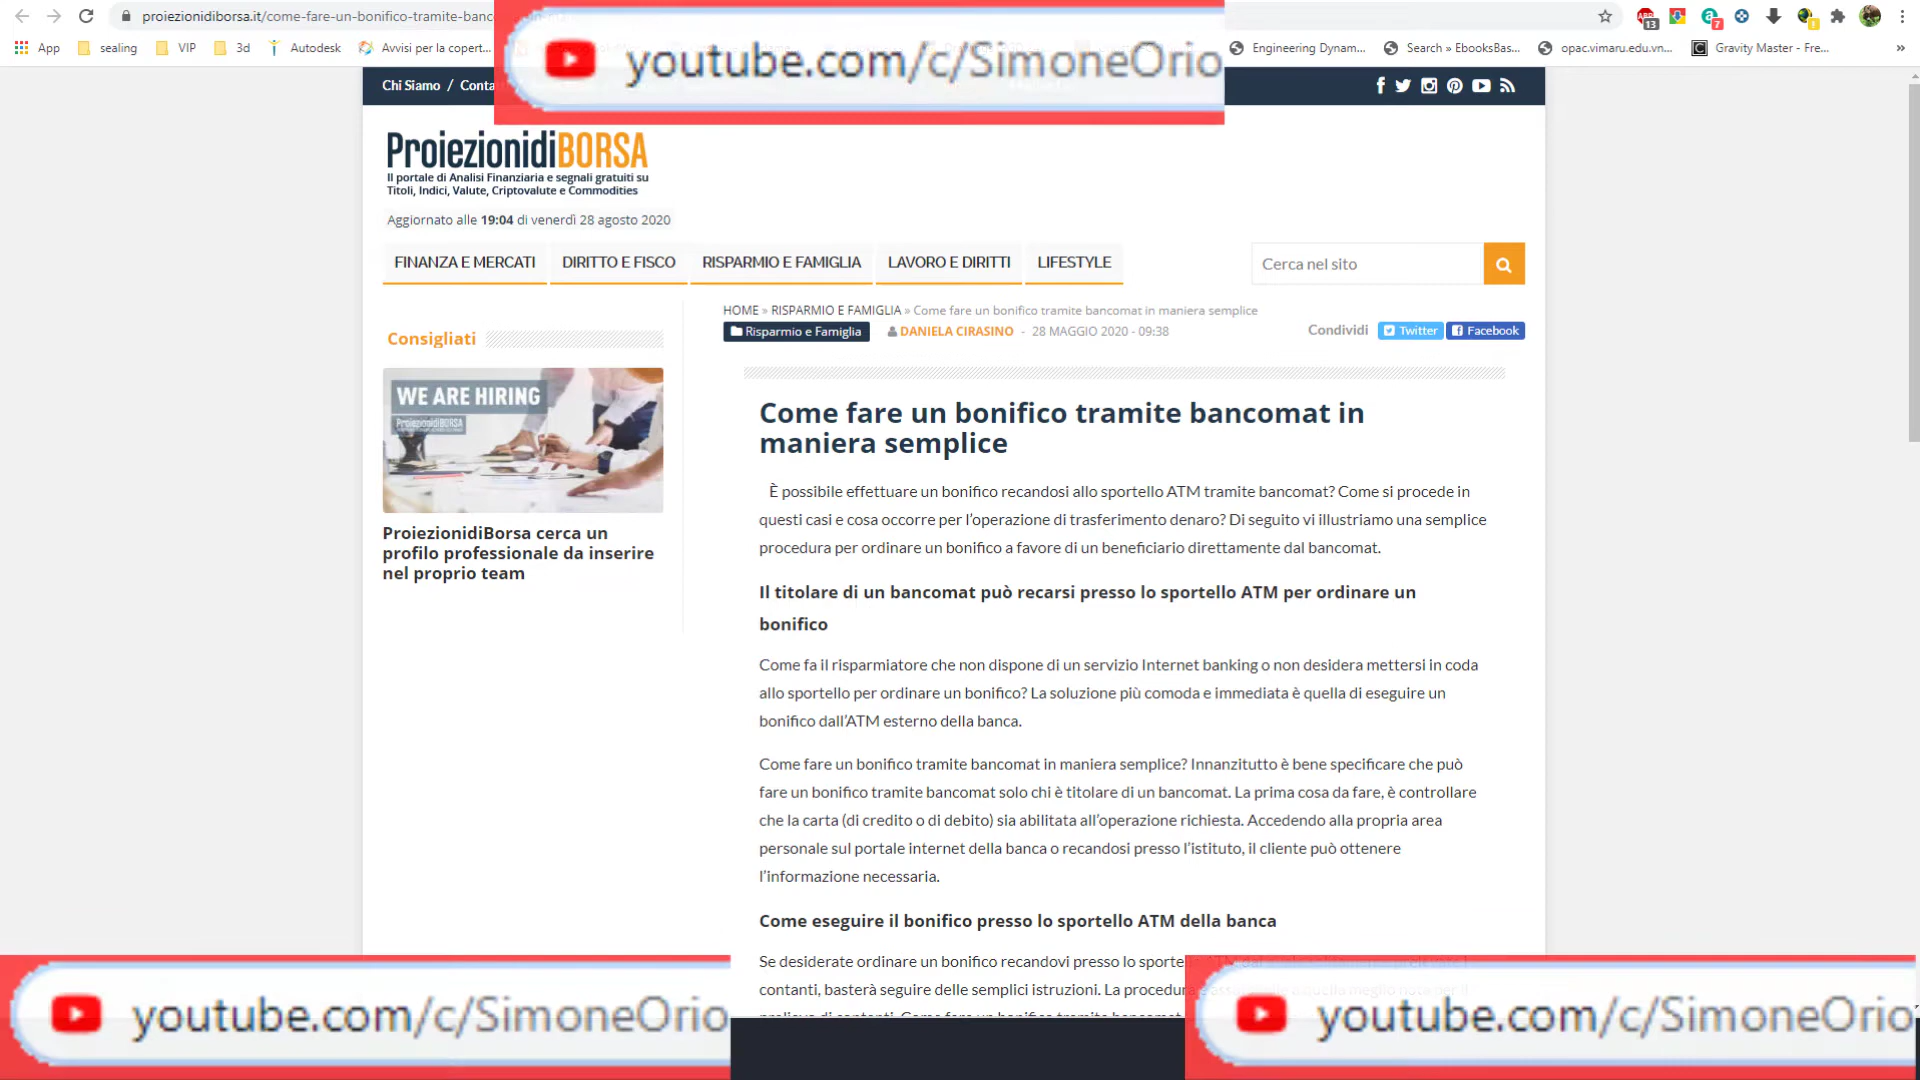 proiezionidiborsa.it/come-fare-un-bonifico-tramite-banco
youtube.com/c/SimoneOrio
App
sealing
VIP
3d
Autodesk
Avvisi per la copert...
Engineering Dynam...
Search » EbooksBas...
opac.vimaru.edu.vn...
Gravity Master - Fre...
»
13
7
Chi Siamo / Conta
ProiezionidiBORSA
Il portale di Analisi Finanziaria e segnali gratuiti su
Titoli, Indici, Valute, Criptovalute e Commodities
Aggiornato alle 19:04 di venerdì 28 agosto 2020
FINANZA E MERCATI
DIRITTO E FISCO
RISPARMIO E FAMIGLIA
LAVORO E DIRITTI
LIFESTYLE
Cerca nel sito
HOME » RISPARMIO E FAMIGLIA » Come fare un bonifico tramite bancomat in maniera semplice
Risparmio e Famiglia
DANIELA CIRASINO - 28 MAGGIO 2020 - 09:38
Condividi
Twitter
Facebook
Consigliati
WE ARE HIRING
ProiezionidiBORSA
ProiezionidiBorsa cerca un
profilo professionale da inserire
nel proprio team
Come fare un bonifico tramite bancomat in
maniera semplice
È possibile effettuare un bonifico recandosi allo sportello ATM tramite bancomat? Come si procede in
questi casi e cosa occorre per l’operazione di trasferimento denaro? Di seguito vi illustriamo una semplice
procedura per ordinare un bonifico a favore di un beneficiario direttamente dal bancomat.
Il titolare di un bancomat può recarsi presso lo sportello ATM per ordinare un
bonifico
Come fa il risparmiatore che non dispone di un servizio Internet banking o non desidera mettersi in coda
allo sportello per ordinare un bonifico? La soluzione più comoda e immediata è quella di eseguire un
bonifico dall’ATM esterno della banca.
Come fare un bonifico tramite bancomat in maniera semplice? Innanzitutto è bene specificare che può
fare un bonifico tramite bancomat solo chi è titolare di un bancomat. La prima cosa da fare, è controllare
che la carta (di credito o di debito) sia abilitata all’operazione richiesta. Accedendo alla propria area
personale sul portale internet della banca o recandosi presso l’istituto, il cliente può ottenere
l’informazione necessaria.
Come eseguire il bonifico presso lo sportello ATM della banca
Se desiderate ordinare un bonifico recandovi presso lo sporte
contanti, basterà seguire delle semplici istruzioni. La procedura
youtube.com/c/SimoneOrio
youtube.com/c/SimoneOrio